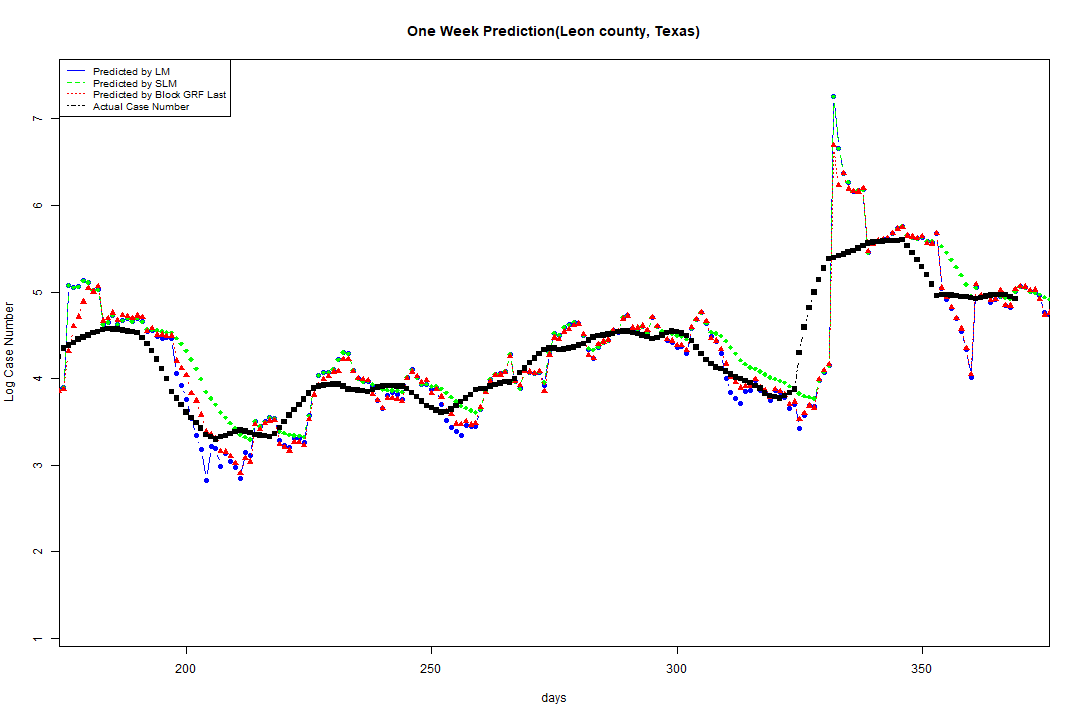 One Week Prediction(Leon county, Texas)
Predicted by LM
Predicted by SLM
Predicted by Block GRF Last
Actual Case Number
7
6
5
4
3
2
1
Log Case Number
200 250 300 350
days